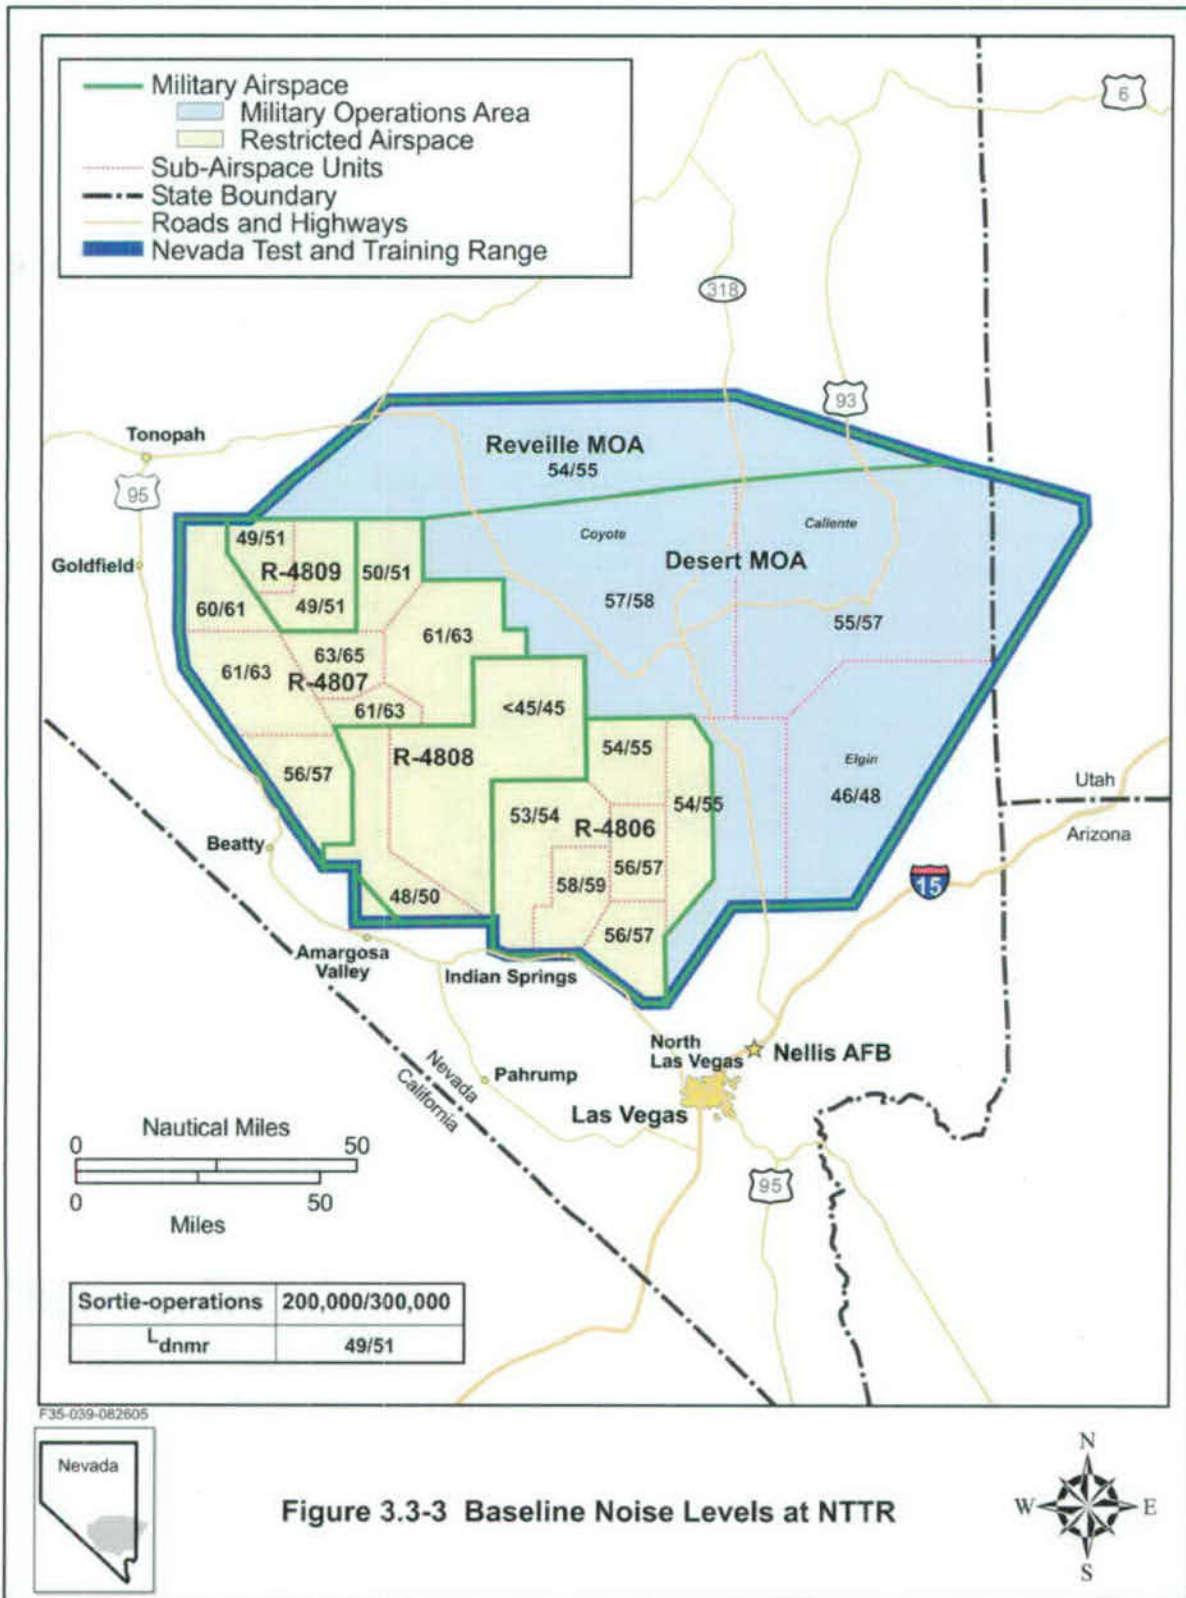 Military Airspace
Military Operations Area
Restricted Airspace
Sub-Airspace Units
State Boundary
Roads and Highways
Nevada Test and Training Range
6
318
93
Tonopah
95
Reveille MOA
54/55
Coyote
Caliente
Desert MOA
57/58
55/57
Goldfield
49/51
R-4809
50/51
49/51
60/61
61/63
63/65
61/63
R-4807
61/63
<45/45
R-4808
54/55
54/55
56/57
53/54
R-4806
Elgin
46/48
Utah
Arizona
Beatty
56/57
58/59
48/50
56/57
15
Amargosa
Valley
Indian Springs
North
Las Vegas
Nellis AFB
Nevada
California
Pahrump
Las Vegas
95
Nautical Miles
0 50
0 50
Miles
Sortie-operations 200,000/300,000
Ldnmr 49/51
F35-039-082605
Nevada
Figure 3.3-3 Baseline Noise Levels at NTTR
N
W E
S